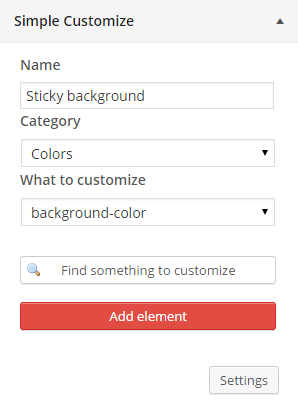 Simple Customize
Name
Sticky background
Category
Colors
What to customize
background-color
Find something to customize
Add element
Settings